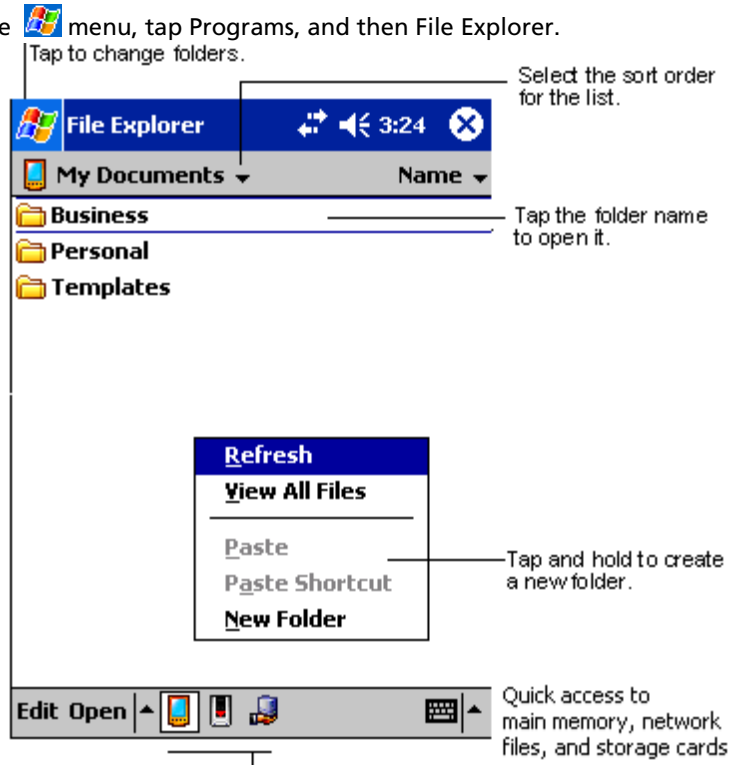 e menu, tap Programs, and then File Explorer.
Tap to change folders.
Select the sort order
for the list.
File Explorer 3:24
My Documents Name
Business
Tap the folder name
to open it.
Personal
Templates
Refresh
View All Files
Paste
Paste Shortcut
New Folder
Tap and hold to create
a new folder.
Edit Open
Quick access to
main memory, network
files, and storage cards